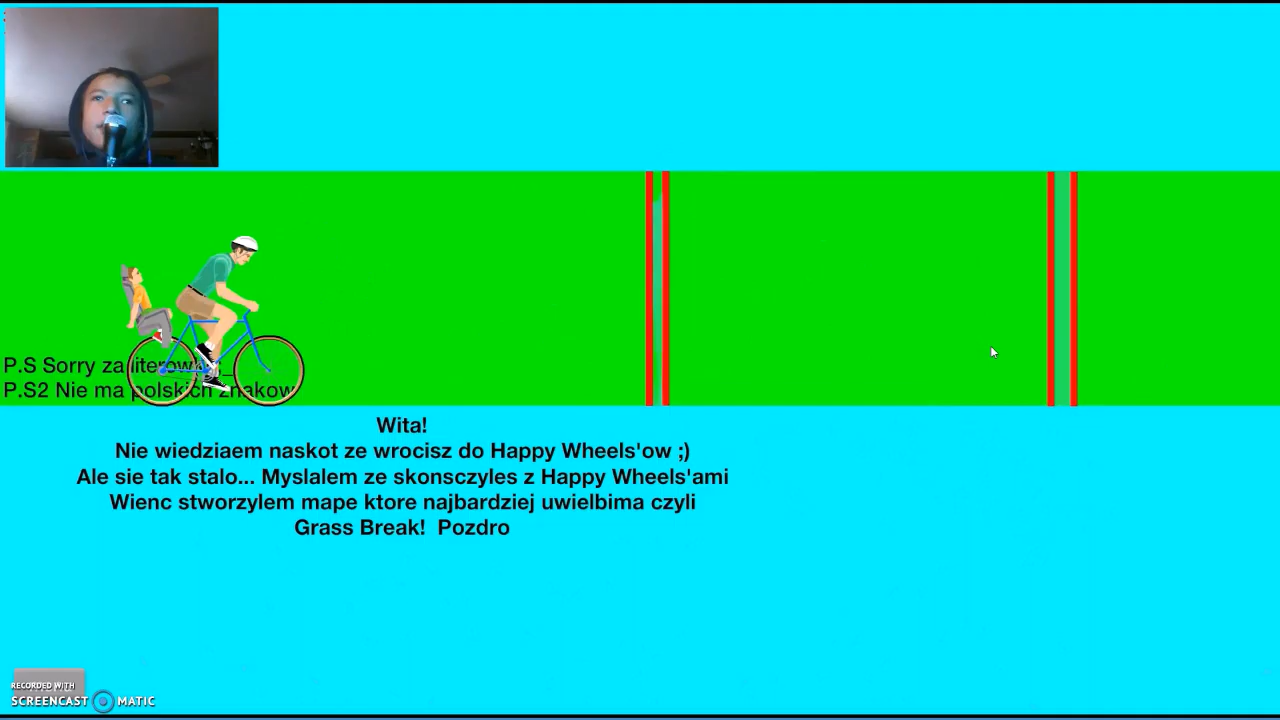 P.S Sorry za
P.S2 Nie ma polskich znakow
Wita!
Nie wiedziaem naskot ze wrocisz do Happy Wheels'ow ;)
Ale sie tak stalo... Myslalem ze skonsczyles z Happy Wheels'ami
Wienc stworzylem mape ktore najbardziej uwielbima czyli
Grass Break!  Pozdro
RECORDED WITH
SCREENCAST MATIC